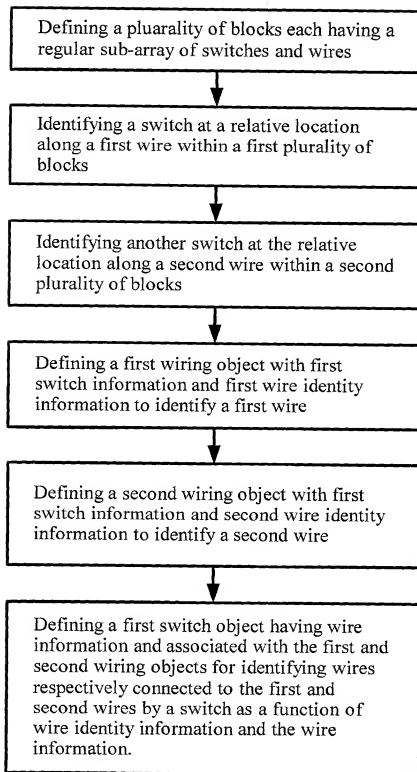 Defining a pluarality of blocks each having a
regular sub-array of switches and wires
Identifying a switch at a relative location
along a first wire within a first plurality of
blocks
Identifying another switch at the relative
location along a second wire within a second
plurality of blocks
Defining a first wiring object with first
switch information and first wire identity
information to identify a first wire
Defining a second wiring object with first
switch information and second wire identity
information to identify a second wire
Defining a first switch object having wire
information and associated with the first and
second wiring objects for identifying wires
respectively connected to the first and
second wires by a switch as a function of
wire identity information and the wire
information.